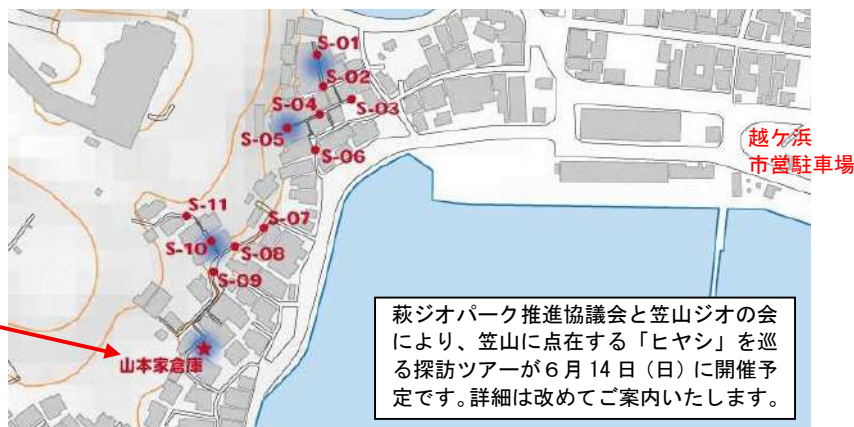 S-01
S-02
S-03
S-04
S-05
S-06
越ケ浜
市営駐車場
S-11
S-07
S-10
S-08
S-09
山本家倉庫
萩ジオパーク推進協議会と笠山ジオの会
により、笠山に点在する「ヒヤシ」を巡
る探訪ツアーが６月 14 日（日）に開催予
定です。詳細は改めてご案内いたします。